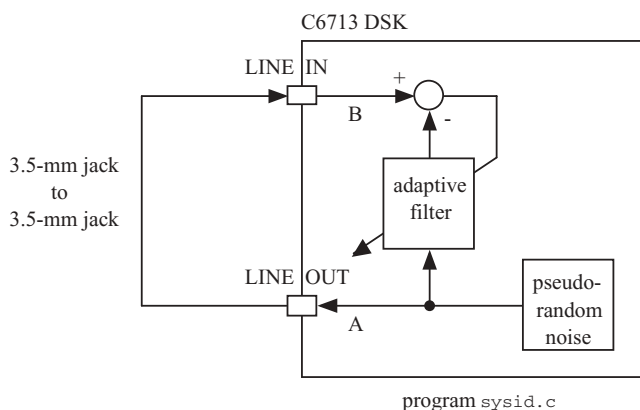 C6713 DSK
LINE IN
+
B
-
3.5-mm jack
to
3.5-mm jack
adaptive
filter
LINE OUT
A
pseudo-
random
noise
program sysid.c